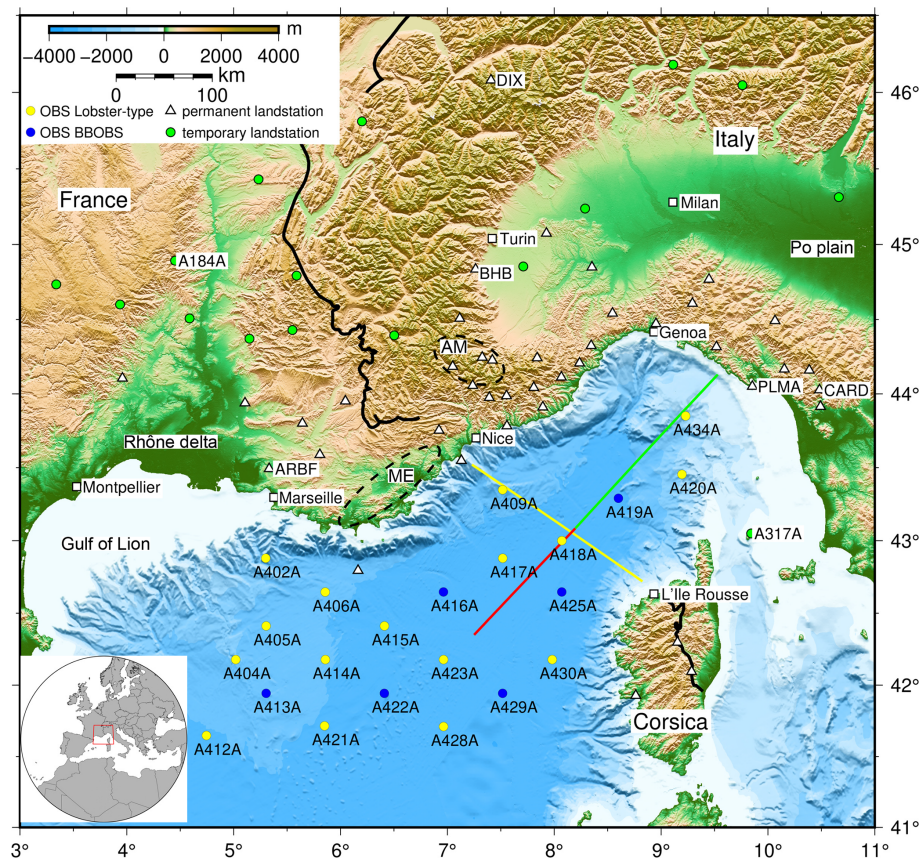 m
−4000 −2000 0 2000 4000
km
0 100
OBS Lobster-type
permanent landstation
OBS BBOBS
temporary landstation
DIX
46°
Italy
France
Milan
Turin
45°
Po plain
A184A
BHB
Genoa
AM
44°
PLMA
CARD
A434A
Rhône delta
Nice
ARBF
ME
Montpellier
Marseille
A420A
A409A
A419A
Gulf of Lion
43°
A317A
A418A
A402A
A417A
L'Ile Rousse
A406A
A416A
A425A
A405A
A415A
A404A
A414A
A423A
A430A
42°
A413A
A422A
A429A
Corsica
A421A
A428A
A412A
41°
3° 4° 5° 6° 7° 8° 9° 10° 11°